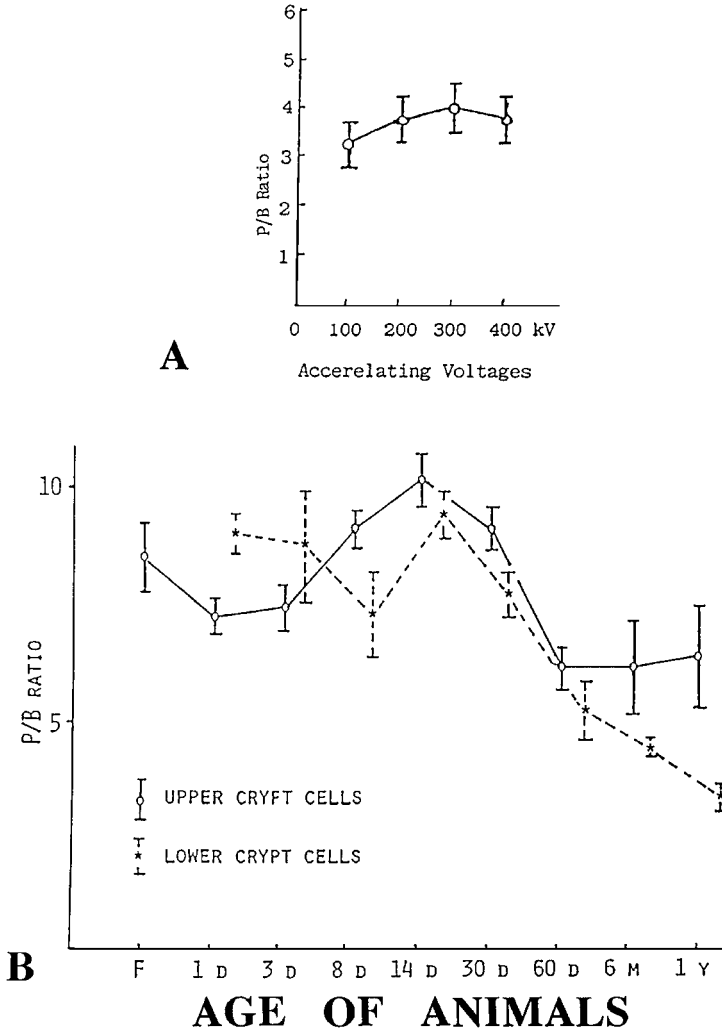 6
5
4
3
2
1
P/B Ratio
0 100 200 300 400 kV
A
Accerelating Voltages
10
5
P/B RATIO
UPPER CRYFT CELLS
LOWER CRYPT CELLS
B
F 1 D 3 D 8 D 14 D 30 D 60 D 6 M 1 Y
AGE OF ANIMALS